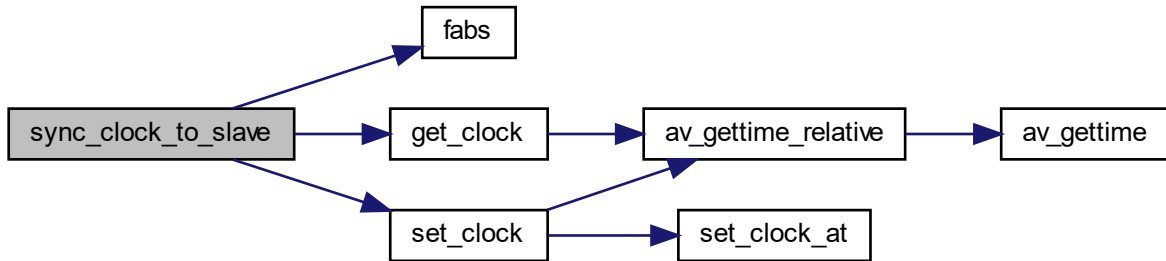 fabs
sync_clock_to_slave
get_clock
av_gettime_relative
av_gettime
set_clock
set_clock_at